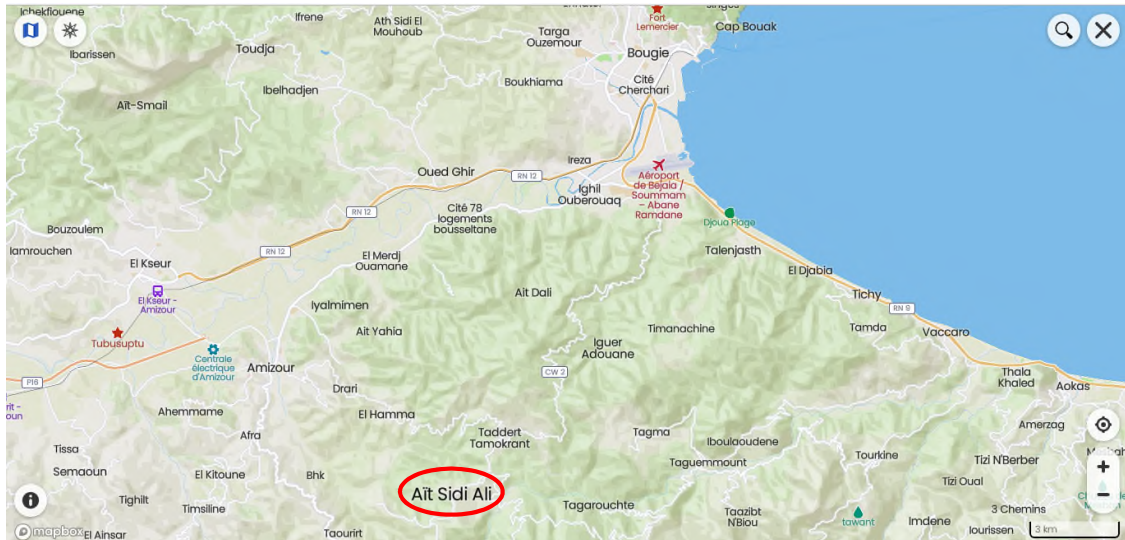 Ichekfiouene
Ifrene
Ath Sidi El
Mouhoub
Targa
Ouzemour
Fort
Lemercier
Cap Bouak
Toudja
Ibarissen
Bougie
Boukhiama
Cité
Cherchari
Ibelhadjen
Aït-Smail
Ireza
Oued Ghir
RN 12
Aéroport
de Béjaïa /
Soummam
- Abane
Ramdane
Ighil
Ouberouaq
RN 12
Cité 78
logements
bousseltane
Djoua Plage
Bouzoulem
Iamrouchen
RN 12
El Merdj
Ouamane
Talenjasth
El Kseur
El Djabia
El Kseur -
Amizour
Ait Dali
Tichy
Iyalmimen
RN 9
Ait Yahia
Timanachine
Tamda
Vaccaro
Tubusuptu
Iguer
Adouane
Centrale
électrique
d'Amizour
Amizour
CW 2
Thala
Khaled
Aokas
P16
Drari
Ahemmame
El Hamma
Amerzag
Afra
Taddert
Tamokrant
Tagma
Iboulaoudene
Tissa
Tourkine
Tizi N'Berber
Semaoun
El Kitoune
Bhk
Taguemmount
Tizi Oual
Aït Sidi Ali
Tighilt
Timsiline
Tagarouchte
Taazibt
N'Biou
3 Chemins
tawant
Imdene
Iourissen
3 km
mapbox
El Ainsar
Taourirt